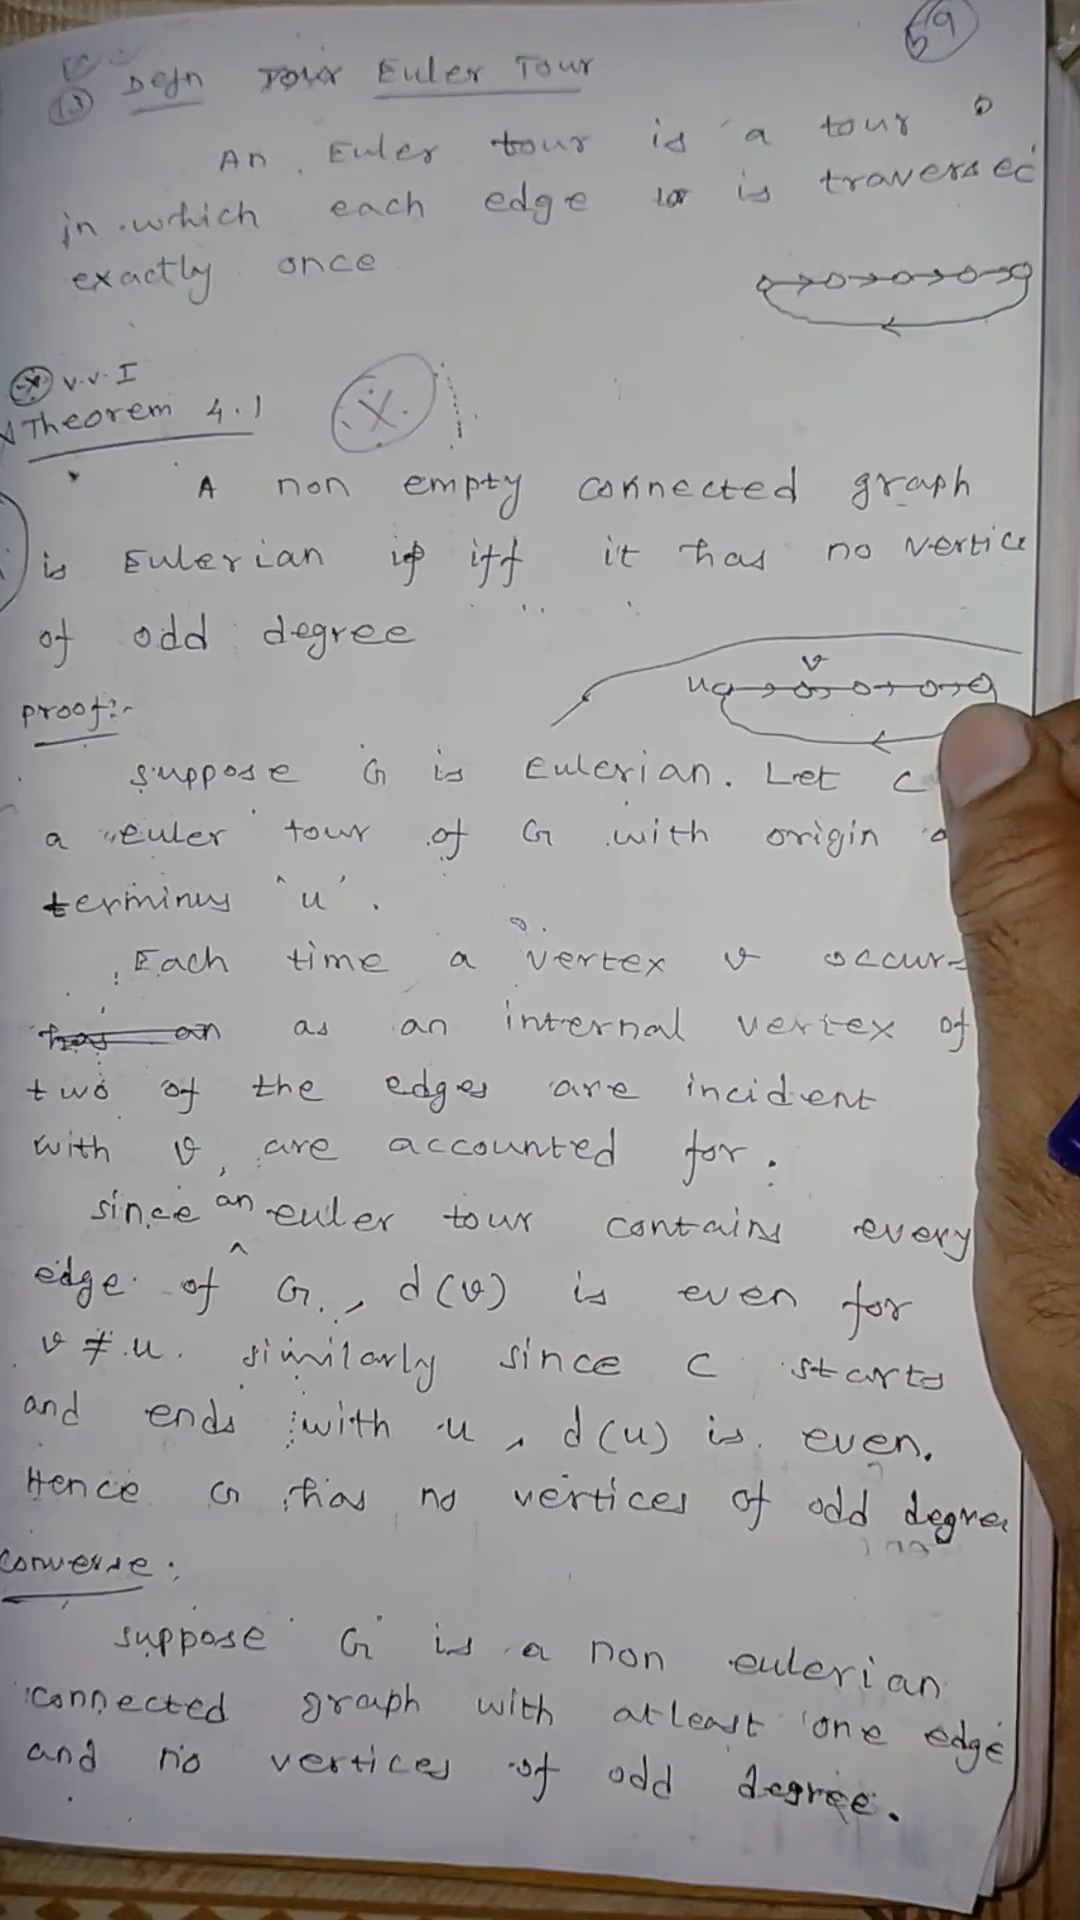 59
13 Defn Euler Tour
An Euler tour is a tour
in which each edge is traversed
exactly once
V.V.I
Theorem 4.1
A non empty connected graph
is Eulerian iff it has no vertice
of odd degree
v
u
proof:-
suppose G is eulerian. Let C
a euler tour of G with origin
terminus 'u'.
Each time a vertex v occurs
has an as an internal vertex of
two of the edges are incident
with v, are accounted for.
since an euler tour contains every
edge of G, d(v) is even for
v ≠ u. similarly since C starts
and ends with u, d(u) is even.
Hence G has no vertices of odd degree
converse:
suppose G is a non eulerian
connected graph with atleast one edge
and no vertices of odd degree.